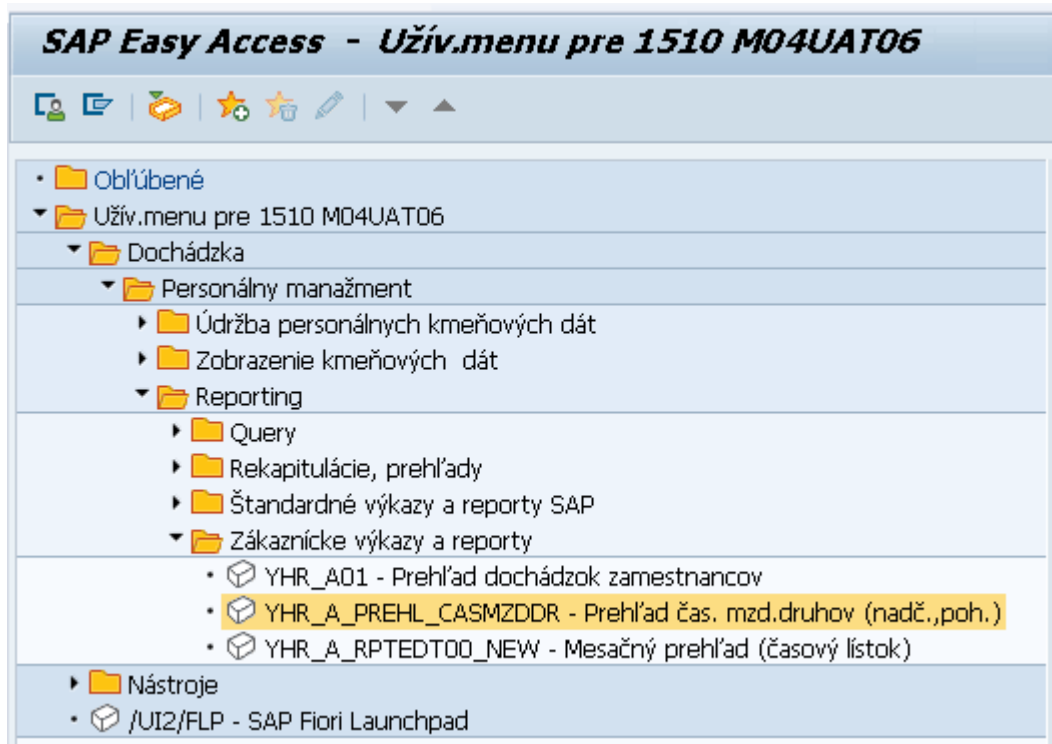 SAP Easy Access - Užív.menu pre 1510 M04UAT06
Obľúbené
Užív.menu pre 1510 M04UAT06
Dochádzka
Personálny manažment
Údržba personálnych kmeňových dát
Zobrazenie kmeňových dát
Reporting
Query
Rekapitulácie, prehľady
Štandardné výkazy a reporty SAP
Zákaznícke výkazy a reporty
YHR_A01 - Prehľad dochádzok zamestnancov
YHR_A_PREHL_CASMZDDR - Prehľad čas. mzd.druhov (nadč.,poh.)
YHR_A_RPTEDT00_NEW - Mesačný prehľad (časový lístok)
Nástroje
/UI2/FLP - SAP Fiori Launchpad